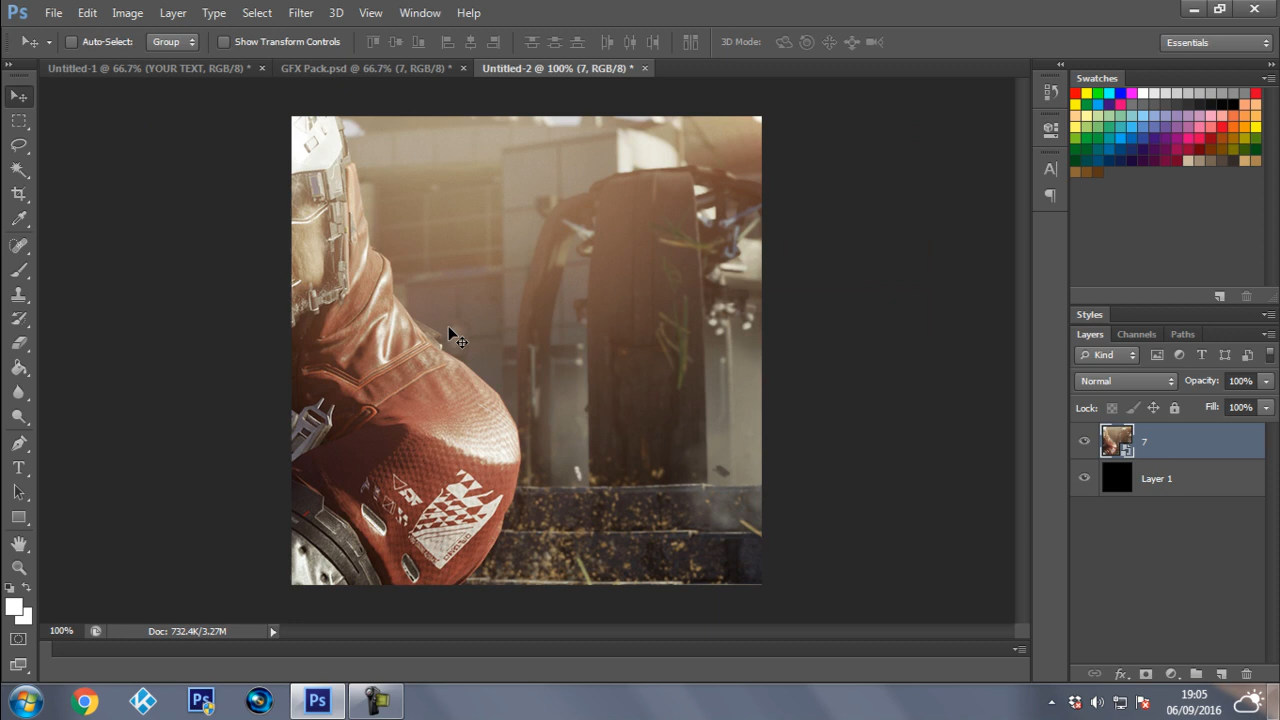 Ps File Edit Image Layer Type Select Filter 3D View Window Help
Auto-Select: Group Show Transform Controls 3D Mode: Essentials
Untitled-1 @ 66.7% (YOUR TEXT, RGB/8) * GFX Pack.psd @ 66.7% (7, RGB/8) * Untitled-2 @ 100% (7, RGB/8) *
Swatches
Styles
Layers Channels Paths
Kind
Normal Opacity: 100%
Lock: Fill: 100%
7
Layer 1
100% Doc: 732.4K/3.27M
Ps Ps
19:05
06/09/2016